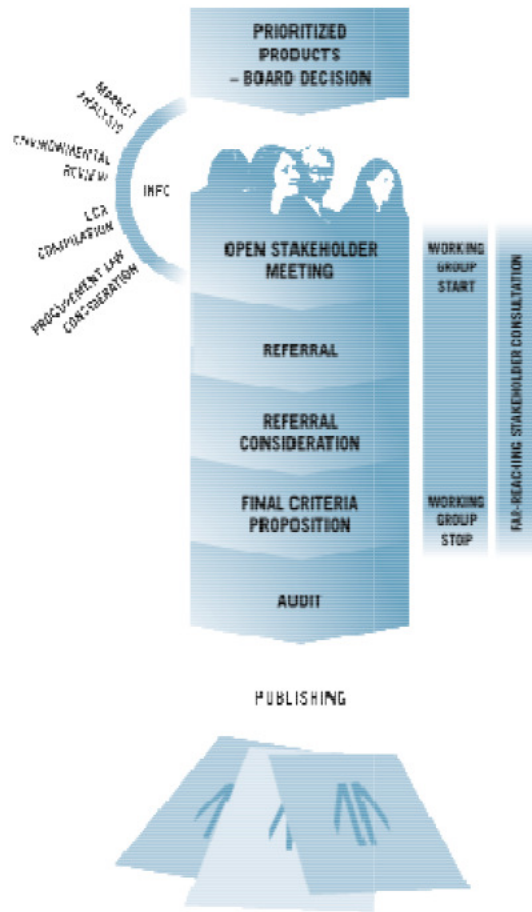 PRIORITIZED
PRODUCTS
– BOARD DECISION
MARKET
ANALYSIS
ENVIRONMENTAL
REVIEW
LCA
COMPILATION
PROCUREMENT LAW
CONSIDERATION
INFO
OPEN STAKEHOLDER
MEETING
WORKING
GROUP
START
REFERRAL
REFERRAL
CONSIDERATION
FINAL CRITERIA
PROPOSITION
WORKING
GROUP
STOP
FAR-REACHING STAKEHOLDER CONSULTATION
AUDIT
PUBLISHING